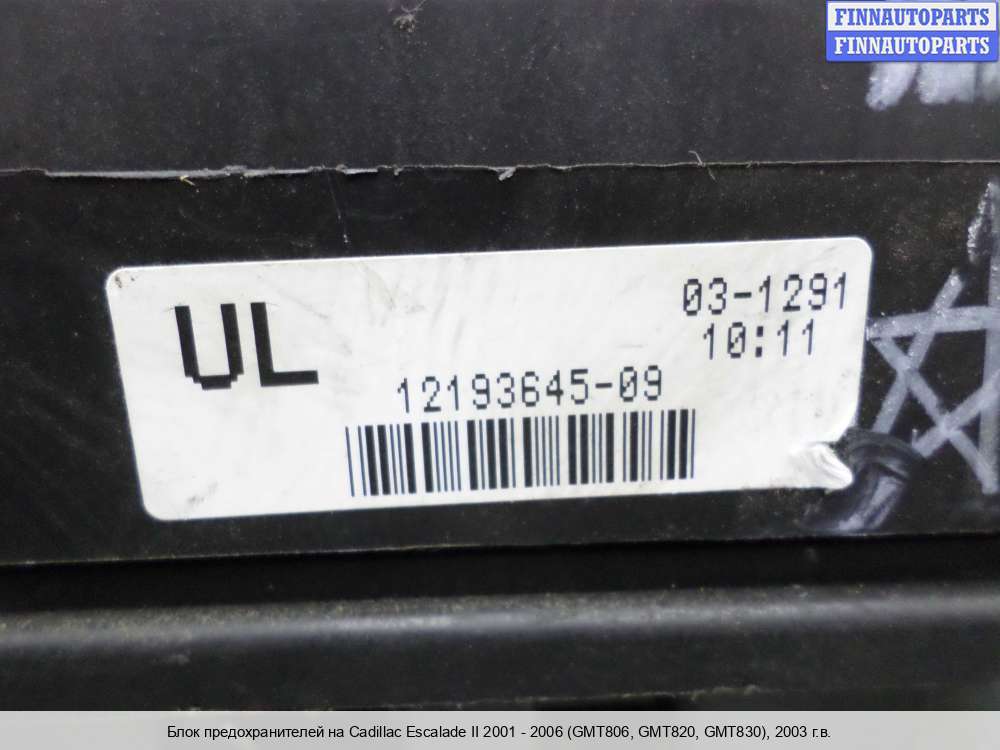 FINNAUTOPARTS
FINNAUTOPARTS
UL
03-1291
10:11
12193645-09
Блок предохранителей на Cadillac Escalade II 2001 - 2006 (GMT806, GMT820, GMT830), 2003 г.в.